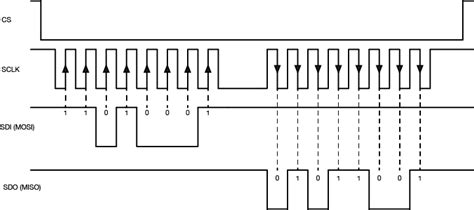 CS
SCLK
1 1 0 1 0 0 0 1
SDI (MOSI)
0 1 0 1 1 0 0 1
SDO (MISO)